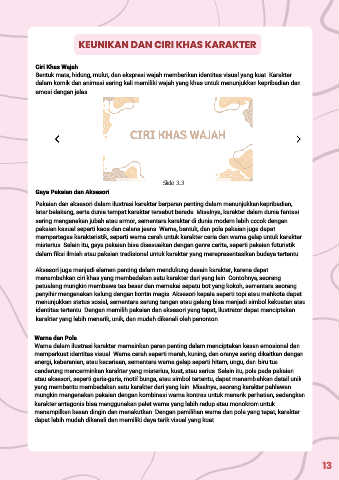 KEUNIKAN DAN CIRI KHAS KARAKTER
Ciri Khas Wajah
Bentuk mata, hidung, mulut, dan ekspresi wajah memberikan identitas visual yang kuat Karakter
dalam komik dan animasi sering kali memiliki wajah yang khas untuk menunjukkan kepribadian dan
emosi dengan jelas
CIRI KHAS WAJAH
Slide 3.3
Gaya Pakaian dan Aksesori
Pakaian dan aksesori dalam ilustrasi karakter berperan penting dalam menunjukkan kepribadian,
latar belakang, serta dunia tempat karakter tersebut berada Misalnya, karakter dalam dunia fantasi
sering mengenakan jubah atau armor, sementara karakter di dunia modern lebih cocok dengan
pakaian kasual seperti kaos dan celana jeans Warna, bentuk, dan pola pakaian juga dapat
mempertegas karakteristik, seperti warna cerah untuk karakter ceria dan warna gelap untuk karakter
misterius Selain itu, gaya pakaian bisa disesuaikan dengan genre cerita, seperti pakaian futuristik
dalam fiksi ilmiah atau pakaian tradisional untuk karakter yang merepresentasikan budaya tertentu
Aksesori juga menjadi elemen penting dalam mendukung desain karakter, karena dapat
menambahkan ciri khas yang membedakan satu karakter dari yang lain Contohnya, seorang
petualang mungkin membawa tas besar dan memakai sepatu bot yang kokoh, sementara seorang
penyihir mengenakan kalung dengan batu magis Aksesori kepala seperti topi atau mahkota dapat
menunjukkan status sosial, sementara sarung tangan atau gelang bisa menjadi simbol kekuatan atau
identitas tertentu Dengan memilih pakaian dan aksesori yang tepat, ilustrator dapat menciptakan
karakter yang lebih menarik, unik, dan mudah dikenali oleh penonton
Warna dan Pola
Warna dalam ilustrasi karakter memainkan peran penting dalam menciptakan kesan emosional dan
memperkuat identitas visual Warna cerah seperti merah, kuning, dan oranye sering dikaitkan dengan
energi, keberanian, atau keceriaan, sementara warna gelap seperti hitam, ungu, dan biru tua
cenderung mencerminkan karakter yang misterius, kuat, atau serius Selain itu, pola pada pakaian
atau aksesori, seperti garis-garis, motif bunga, atau simbol tertentu, dapat menambahkan detail unik
yang membantu membedakan satu karakter dari yang lain Misalnya, seorang karakter pahlawan
mungkin mengenakan pakaian dengan kombinasi warna kontras untuk menarik perhatian, sedangkan
karakter antagonis bisa menggunakan palet warna yang lebih redup atau monokrom untuk
menampilkan kesan dingin dan menakutkan Dengan pemilihan warna dan pola yang tepat, karakter
dapat lebih mudah dikenali dan memiliki daya tarik visual yang kuat
13